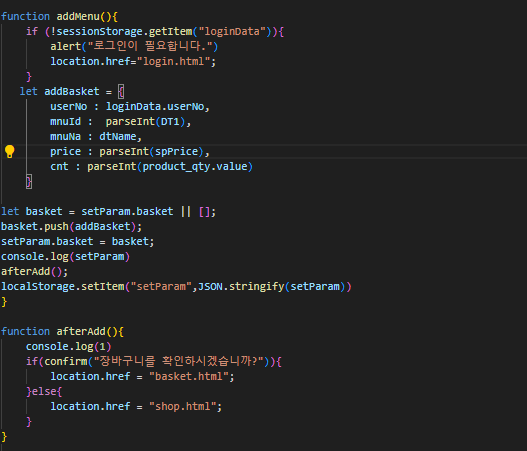 function addMenu(){
if (!sessionStorage.getItem("loginData")){
alert("로그인이 필요합니다.")
location.href="login.html";
}
let addBasket = {
userNo : loginData.userNo,
mnuId :  parseInt(DT1),
mnuNa : dtName,
price : parseInt(spPrice),
cnt : parseInt(product_qty.value)
}
let basket = setParam.basket || [];
basket.push(addBasket);
setParam.basket = basket;
console.log(setParam)
afterAdd();
localStorage.setItem("setParam",JSON.stringify(setParam))
}
function afterAdd(){
console.log(1)
if(confirm("장바구니를 확인하시겠습니까?")){
location.href = "basket.html";
}else{
location.href = "shop.html";
}
}